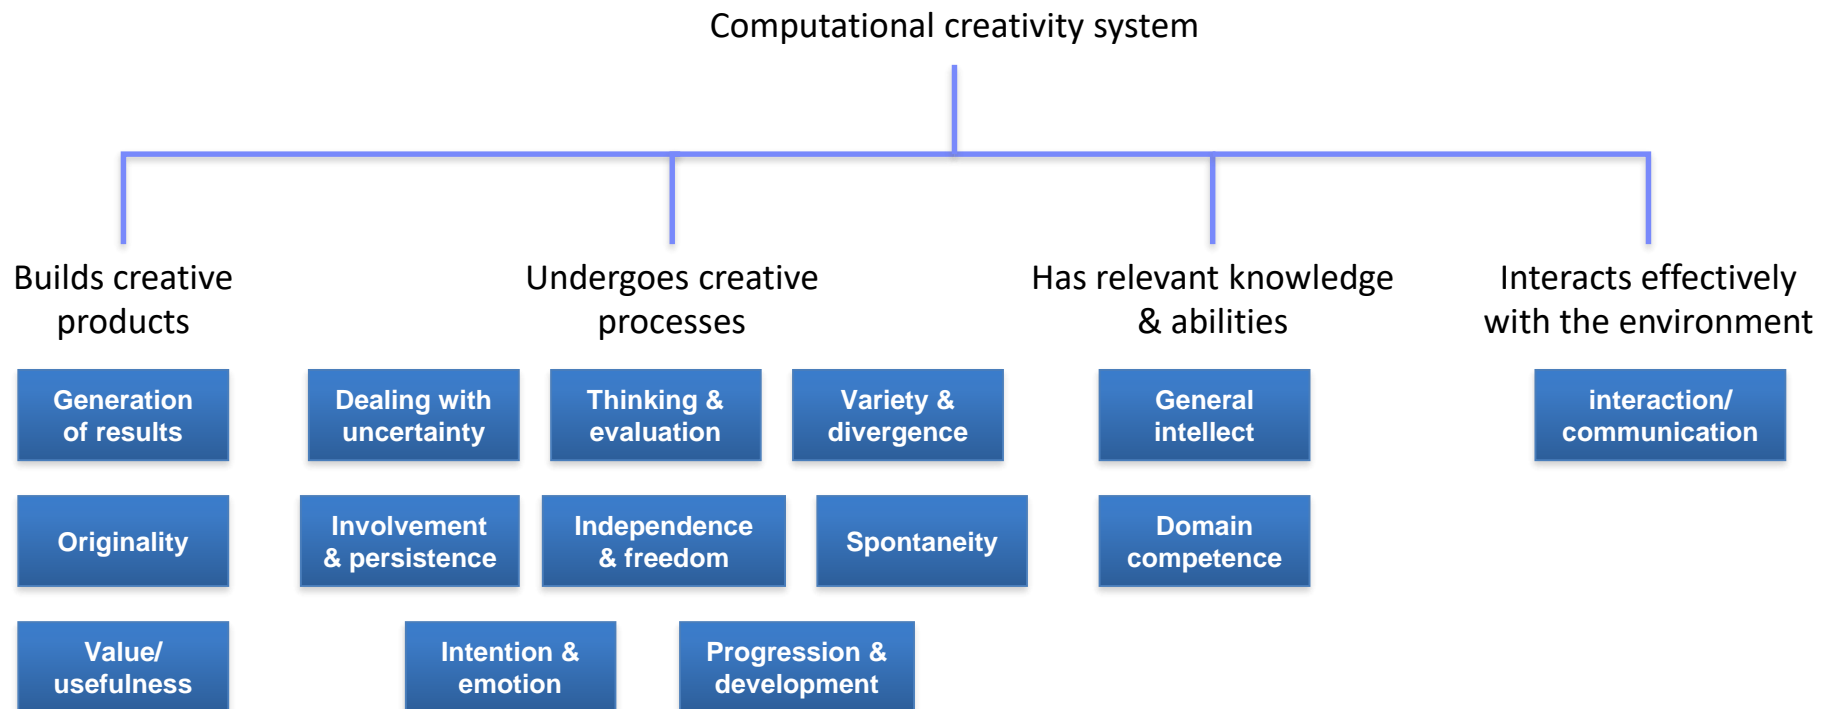 Computational creativity system
Builds creative
products
Undergoes creative
processes
Has relevant knowledge
& abilities
Interacts effectively
with the environment
Generation
of results
Dealing with
uncertainty
Thinking &
evaluation
Variety &
divergence
General
intellect
interaction/
communication
Originality
Involvement
& persistence
Independence
& freedom
Spontaneity
Domain
competence
Value/
usefulness
Intention &
emotion
Progression &
development